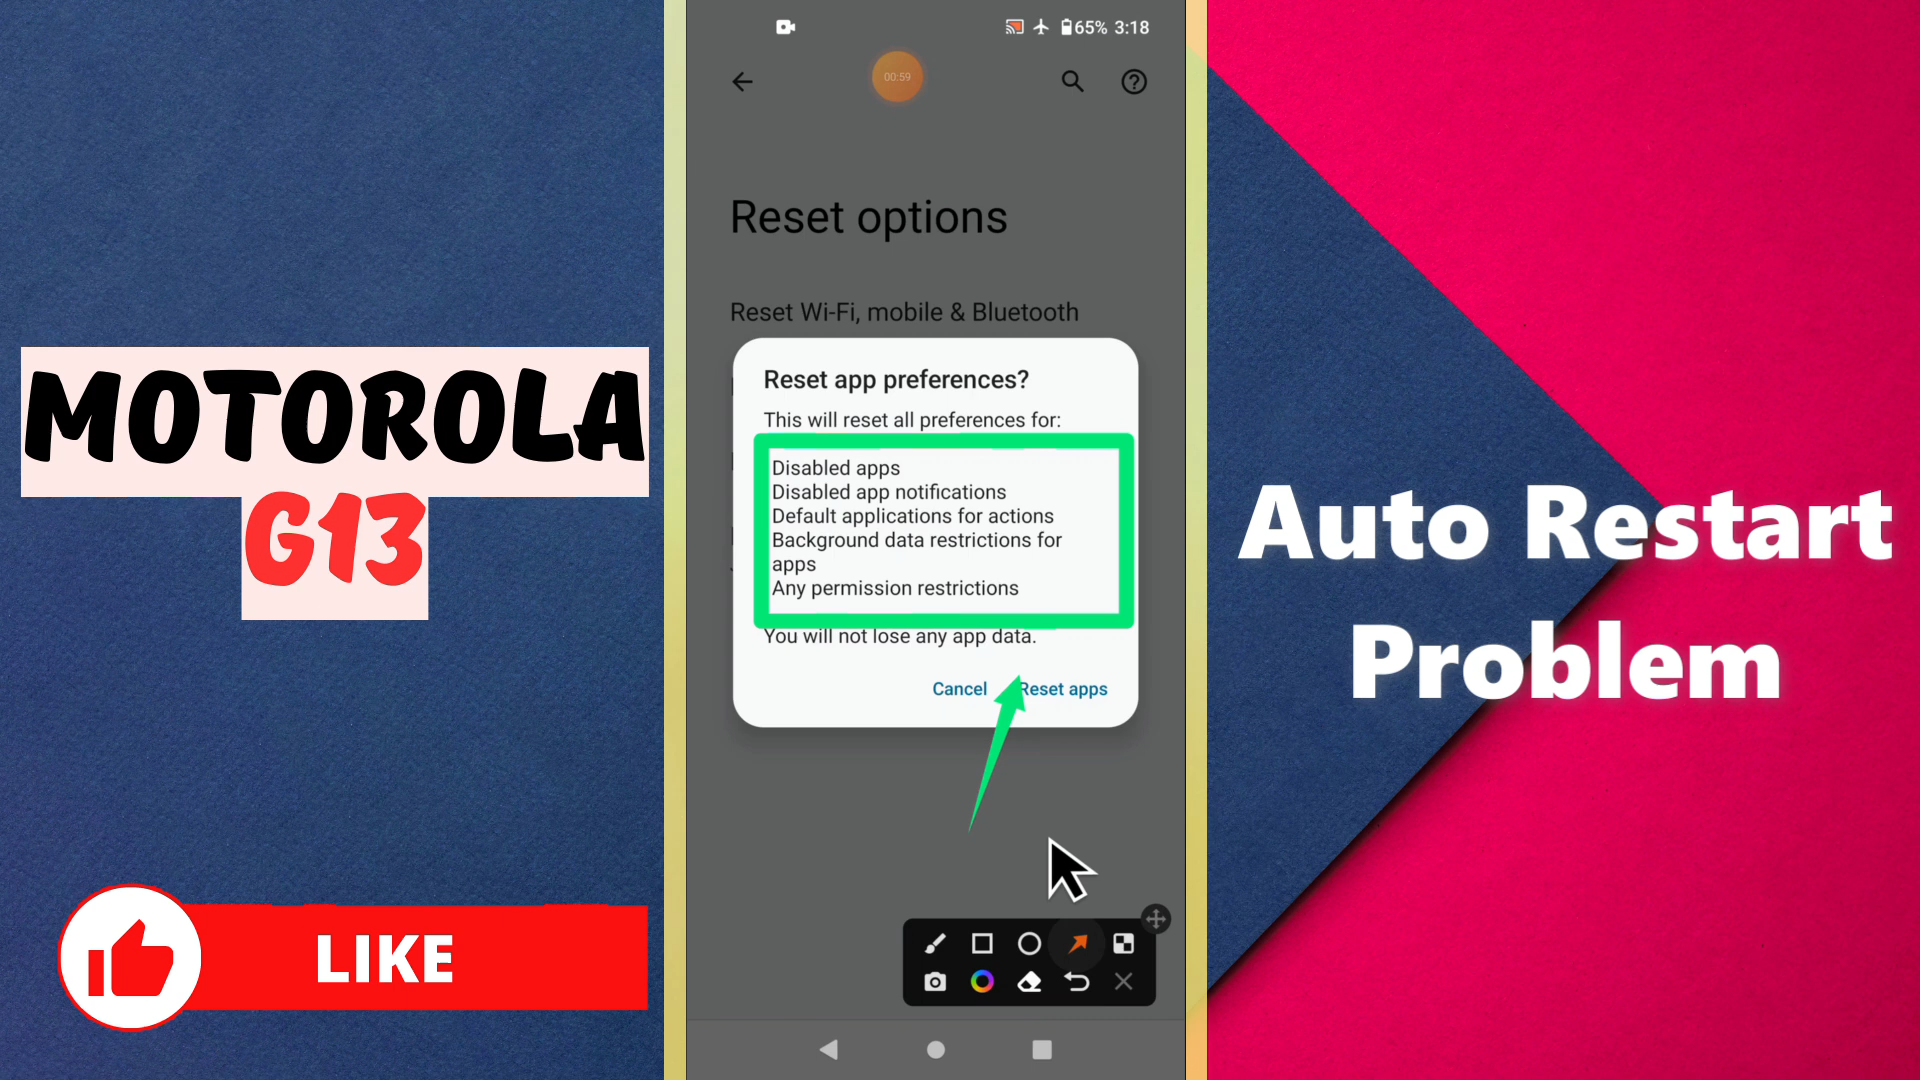 MOTOROLA
G13
LIKE
65% 3:18
00:59
Reset options
Reset Wi-Fi, mobile & Bluetooth
Reset app preferences?
This will reset all preferences for:
Disabled apps
Disabled app notifications
Default applications for actions
Background data restrictions for
apps
Any permission restrictions
You will not lose any app data.
Cancel Reset apps
Auto Restart
Problem